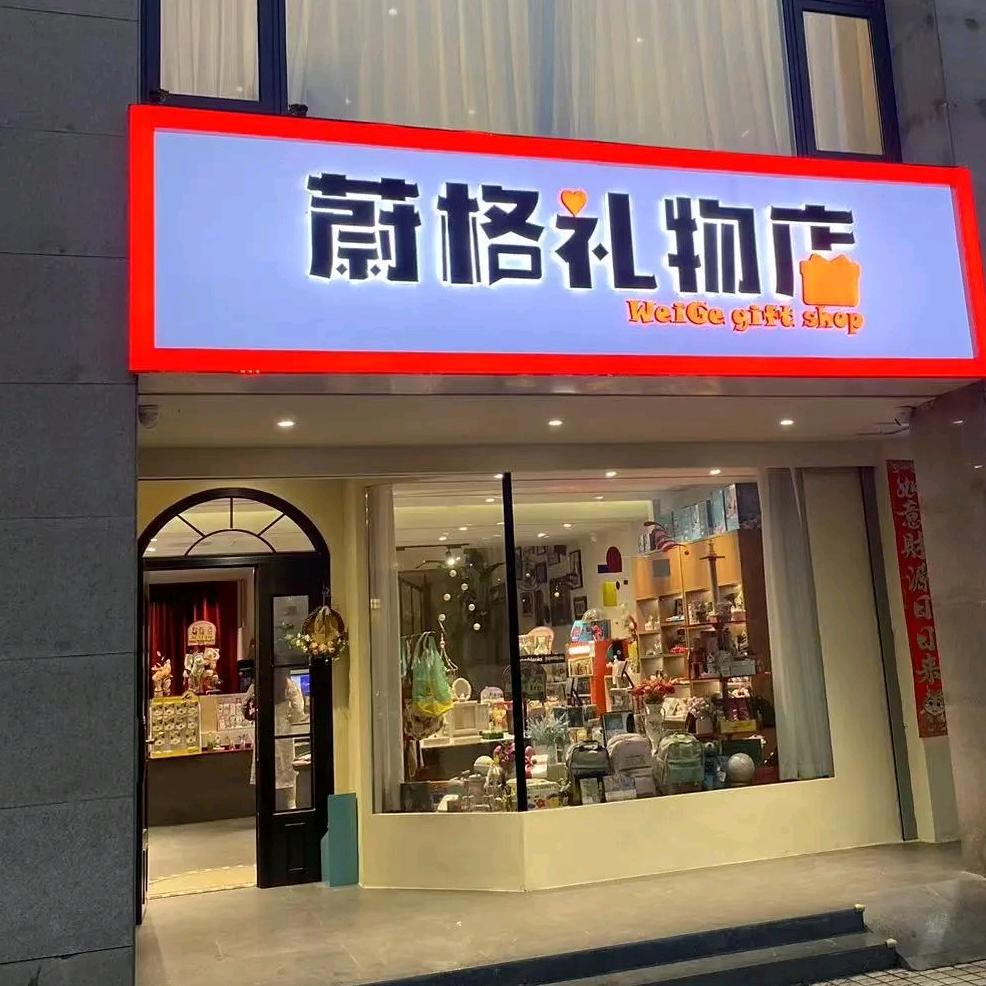 蔚格礼物店
WeiGe gift shop
如意财源日日来